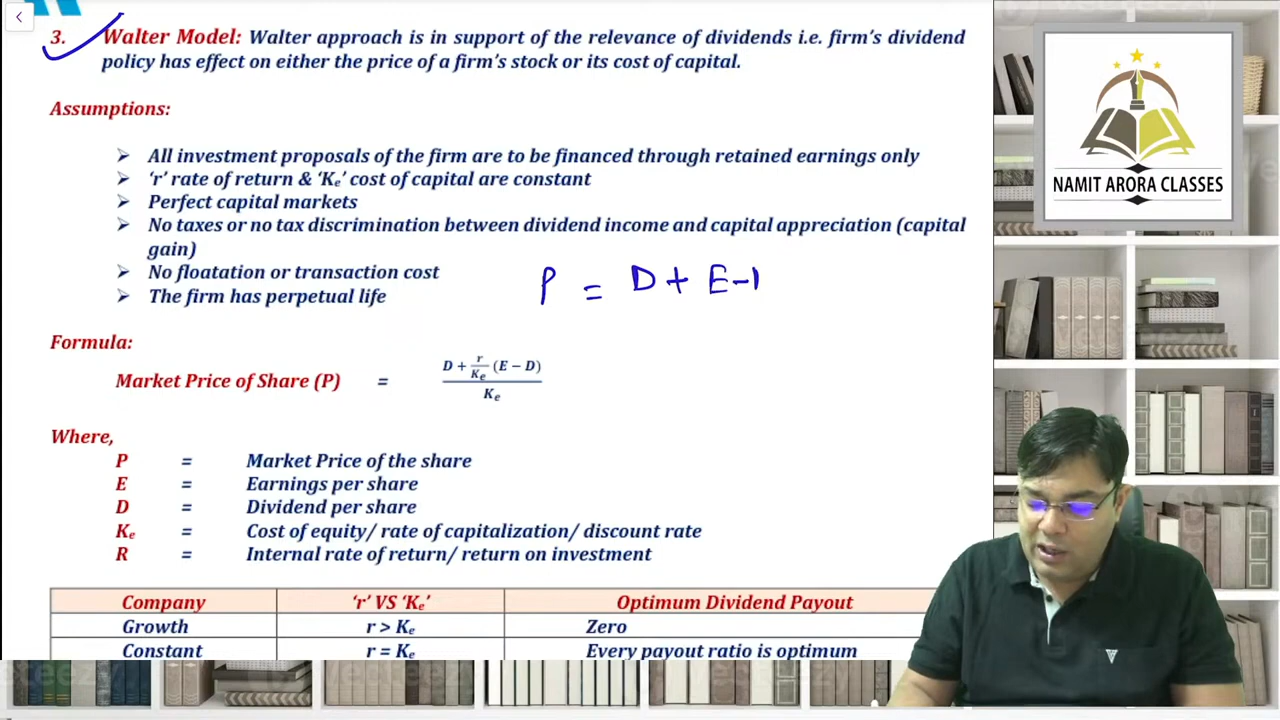 3. Walter Model: Walter approach is in support of the relevance of dividends i.e. firm's dividend
policy has effect on either the price of a firm's stock or its cost of capital.
Assumptions:
➢ All investment proposals of the firm are to be financed through retained earnings only
➢ 'r' rate of return & 'Ke' cost of capital are constant
➢ Perfect capital markets
➢ No taxes or no tax discrimination between dividend income and capital appreciation (capital
gain)
➢ No floatation or transaction cost
➢ The firm has perpetual life
P = D + E-1
Formula:
Market Price of Share (P) = D + r/Ke (E – D) / Ke
Where,
P = Market Price of the share
E = Earnings per share
D = Dividend per share
Ke = Cost of equity/ rate of capitalization/ discount rate
R = Internal rate of return/ return on investment
Company 'r' VS 'Ke' Optimum Dividend Payout
Growth r > Ke Zero
Constant r = Ke Every payout ratio is optimum
NAMIT ARORA CLASSES